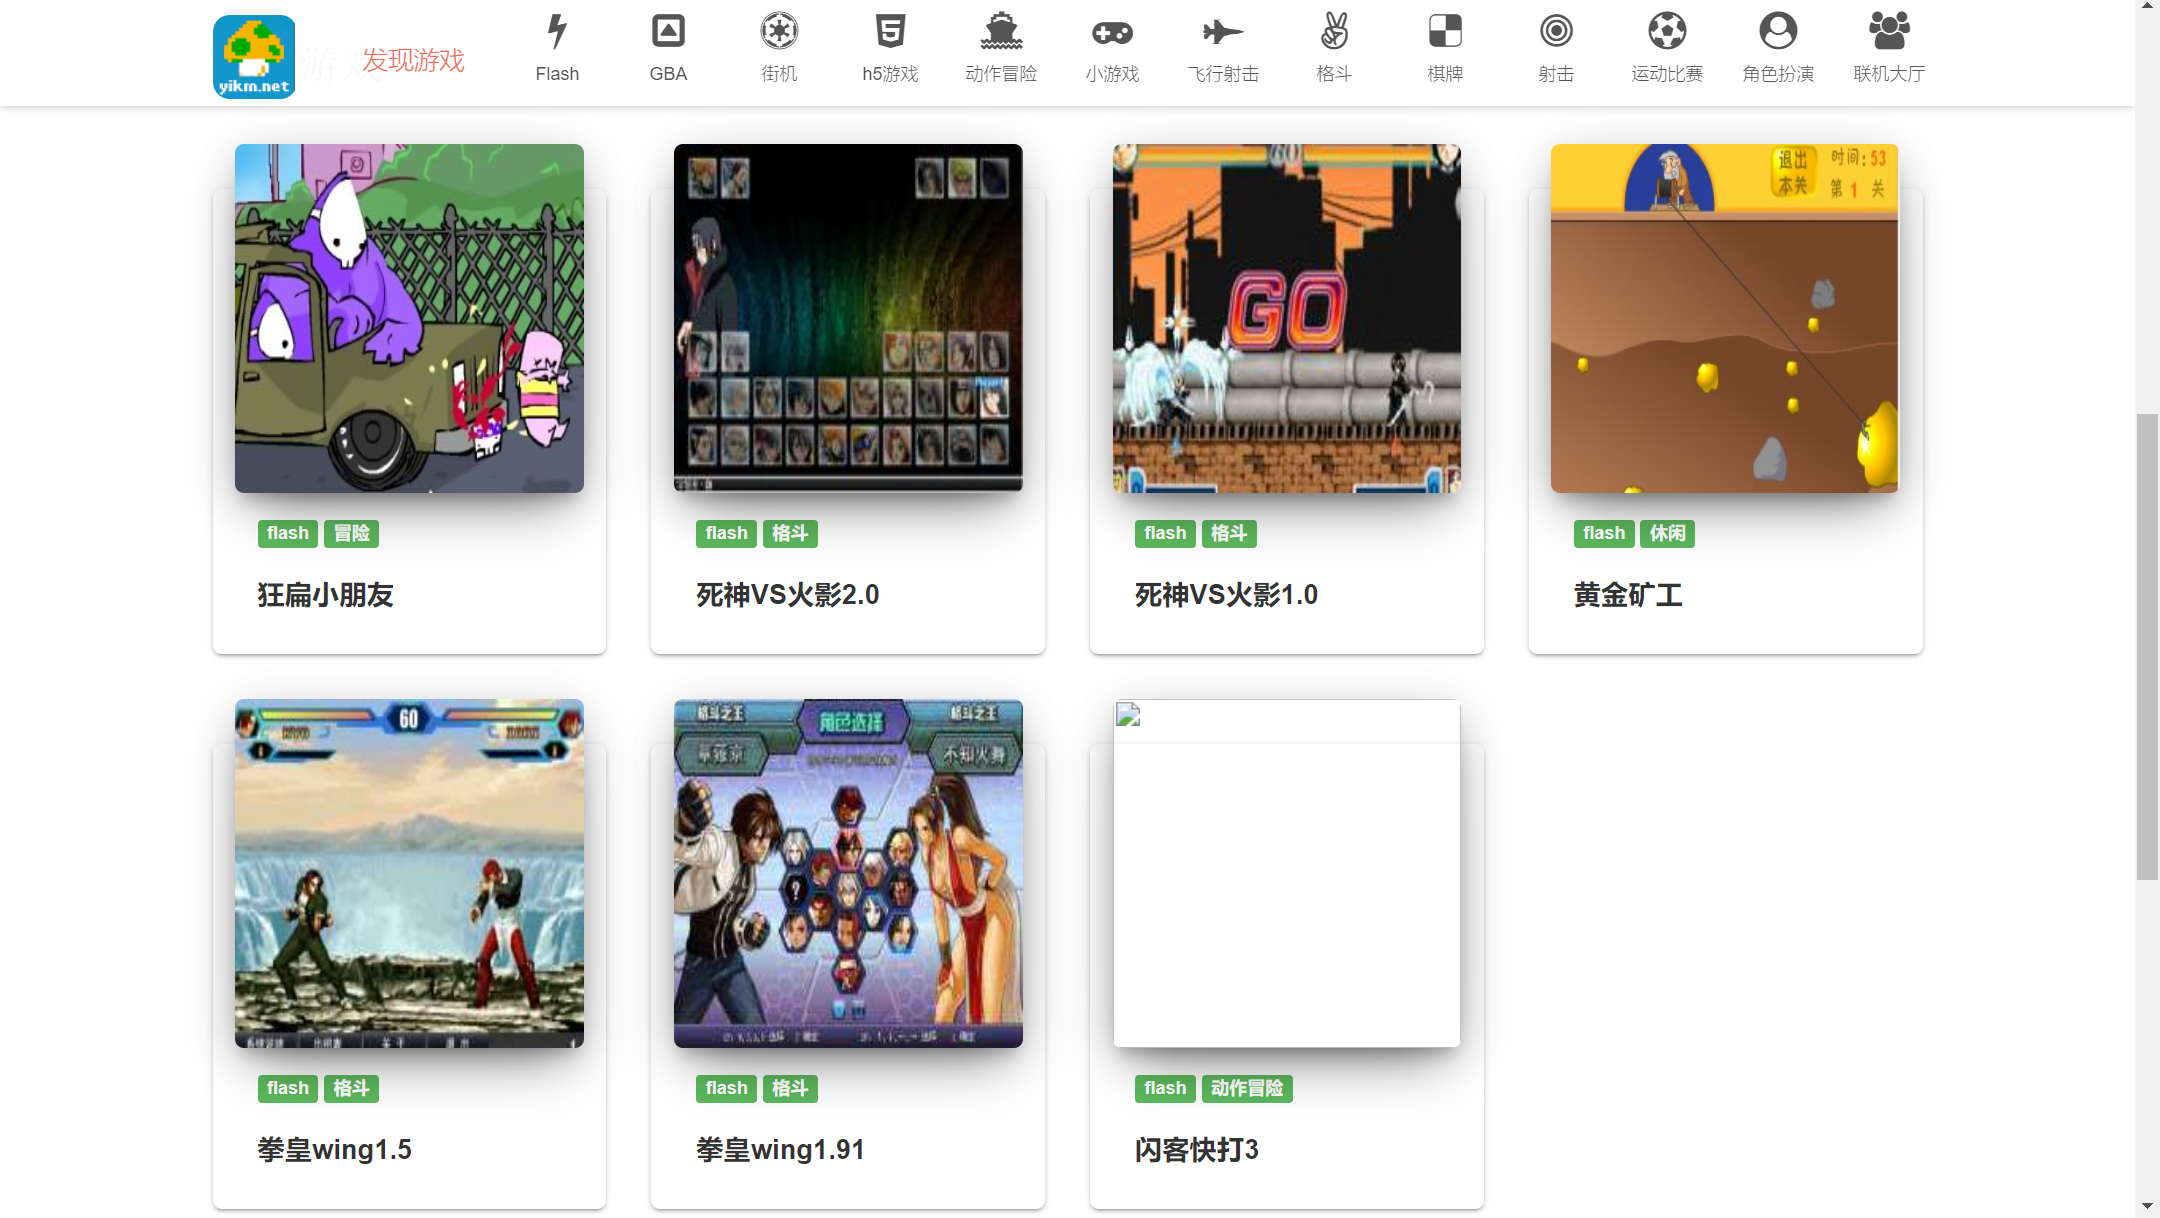 yikm.net
发现游戏
Flash
GBA
街机
h5游戏
动作冒险
小游戏
飞行射击
格斗
棋牌
射击
运动比赛
角色扮演
联机大厅
60
GO
退出
本关
时间: 53
第 1 关
flash 冒险
狂扁小朋友
flash 格斗
死神VS火影2.0
flash 格斗
死神VS火影1.0
flash 休闲
黄金矿工
60
格斗之王
角色选择
格斗之王
草薙京
不知火舞
?
flash 格斗
拳皇wing1.5
flash 格斗
拳皇wing1.91
flash 动作冒险
闪客快打3